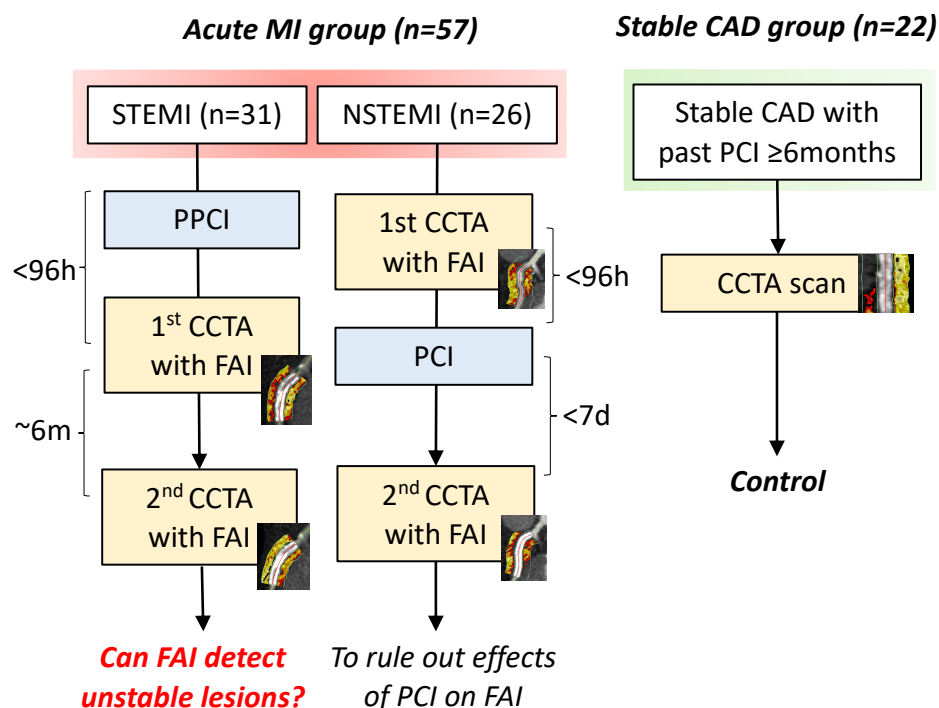 Acute MI group (n=57)
Stable CAD group (n=22)
STEMI (n=31)
NSTEMI (n=26)
Stable CAD with
past PCI ≥6months
PPCI
<96h
1st CCTA
with FAI
~6m
2nd CCTA
with FAI
Can FAI detect
unstable lesions?
1st CCTA
with FAI
<96h
PCI
<7d
2nd CCTA
with FAI
To rule out effects
of PCI on FAI
CCTA scan
Control